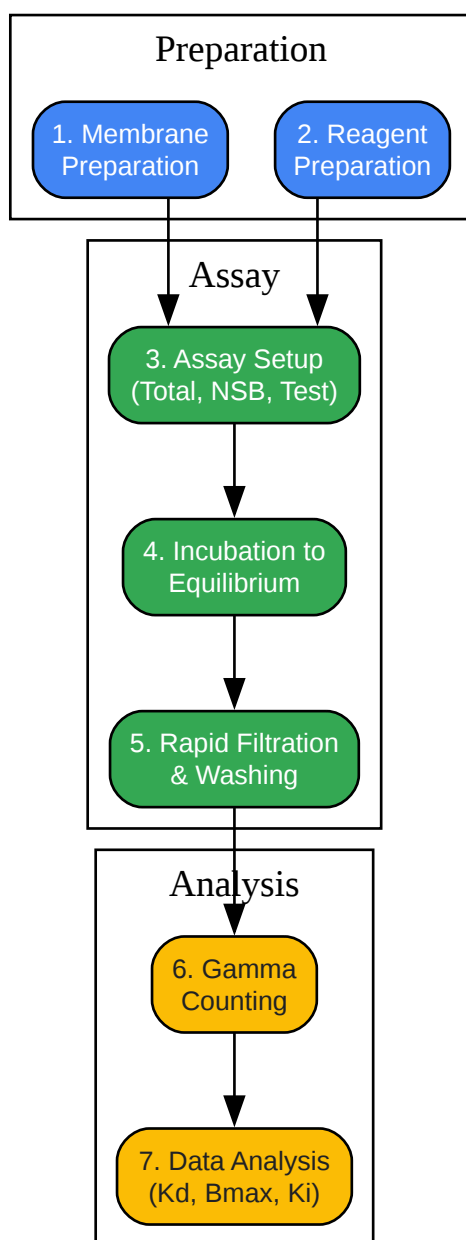 Preparation
1. Membrane
Preparation
2. Reagent
Preparation
Assay
3. Assay Setup
(Total, NSB, Test)
4. Incubation to
Equilibrium
5. Rapid Filtration
& Washing
Analysis
6. Gamma
Counting
7. Data Analysis
(Kd, Bmax, Ki)